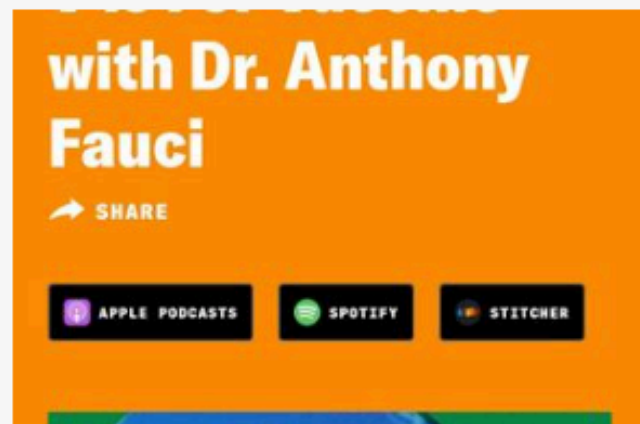 with Dr. Anthony
Fauci
SHARE
APPLE PODCASTS
SPOTIFY
STITCHER